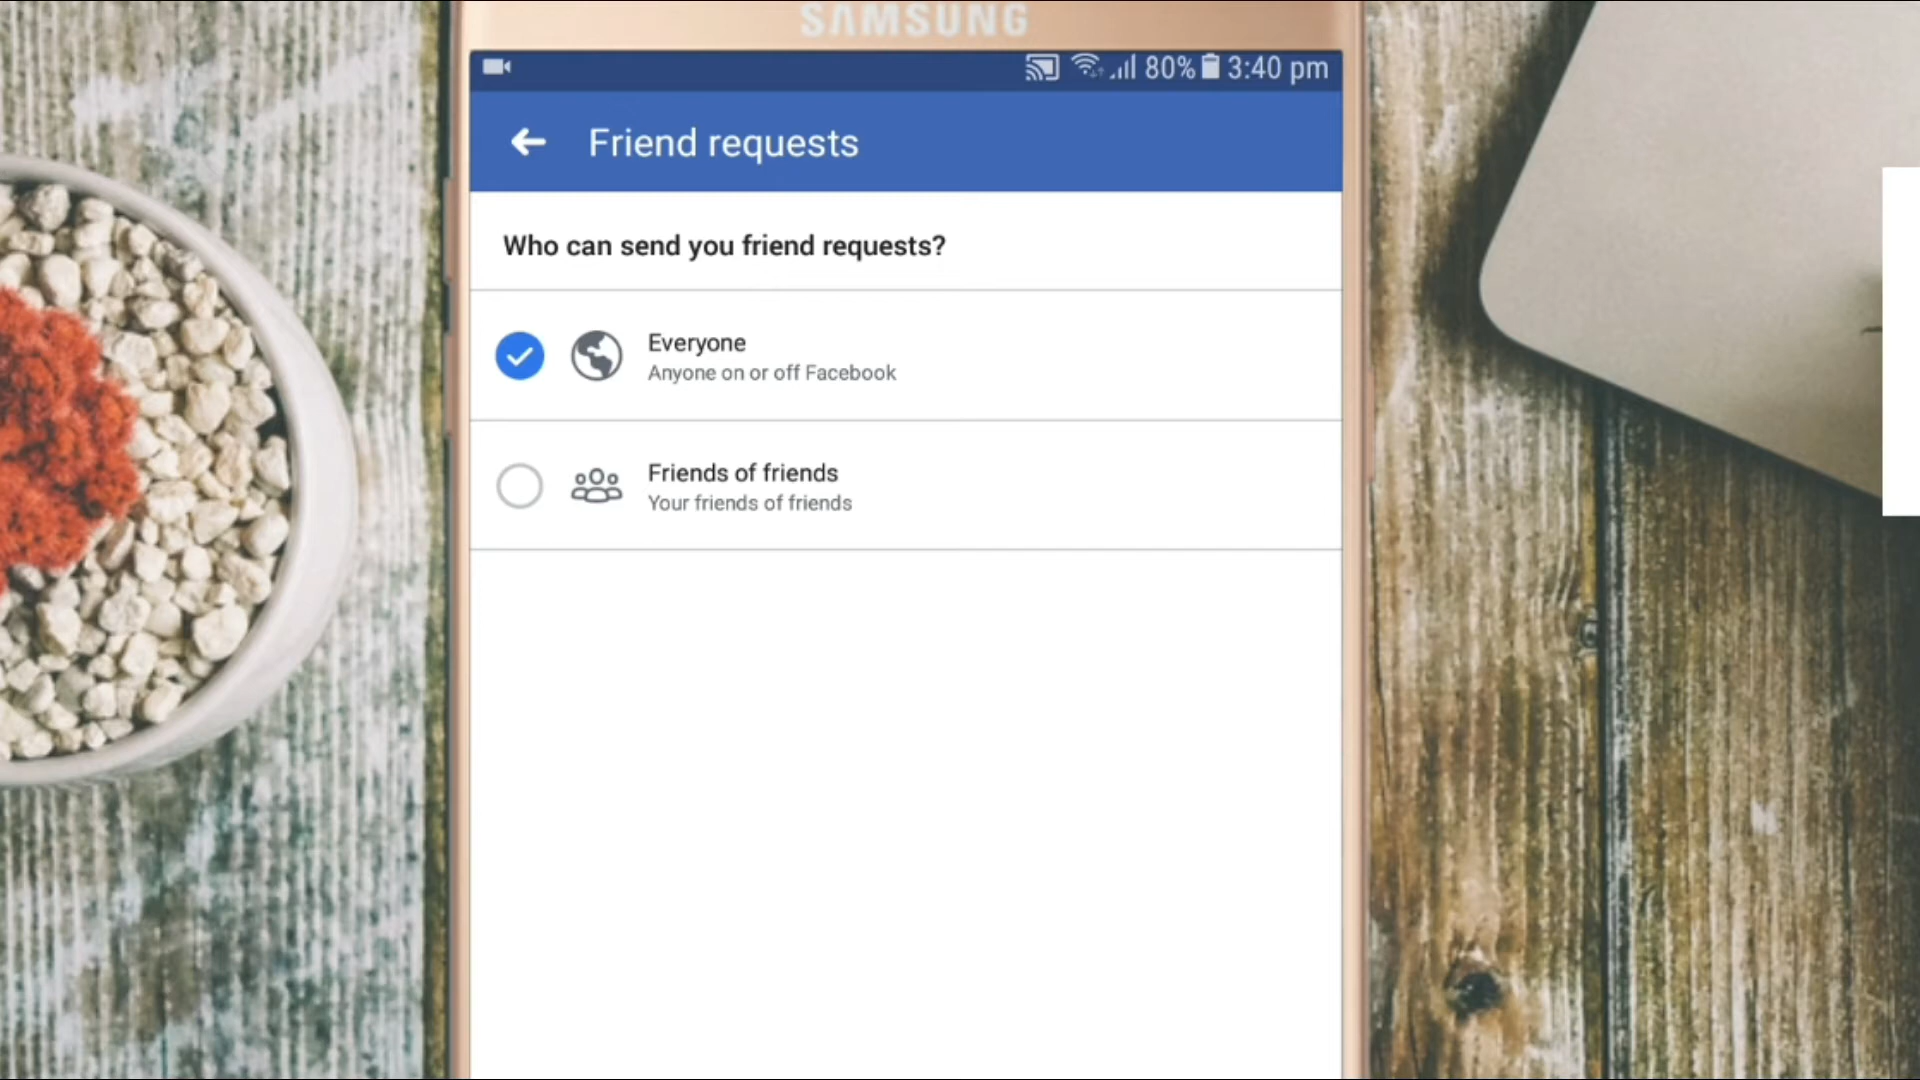 SAMSUNG
80% 3:40 pm
Friend requests
Who can send you friend requests?
Everyone
Anyone on or off Facebook
Friends of friends
Your friends of friends